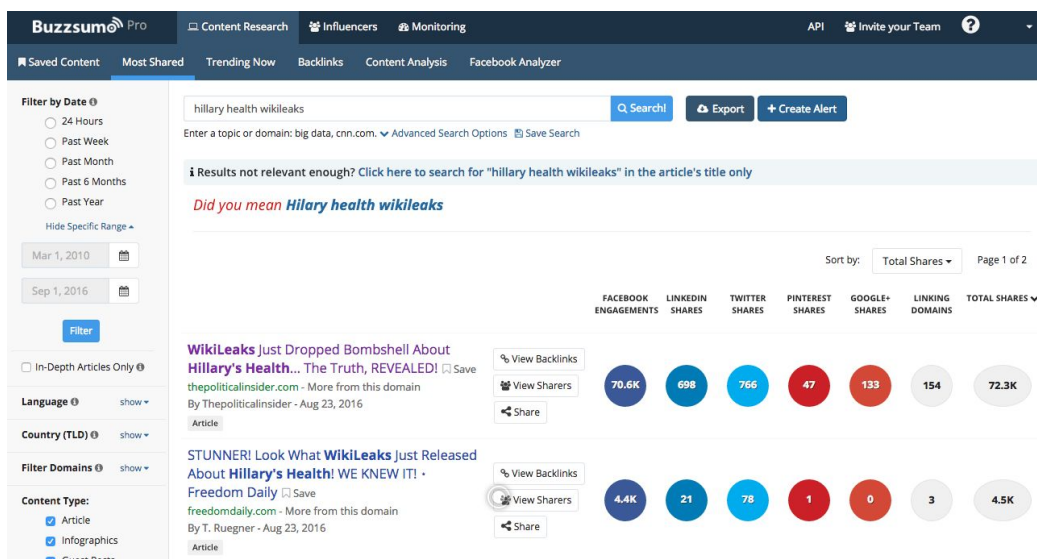 Buzzsumo Pro
Content Research
Influencers
Monitoring
API
Invite your Team
?
Saved Content
Most Shared
Trending Now
Backlinks
Content Analysis
Facebook Analyzer
Filter by Date
24 Hours
Past Week
Past Month
Past 6 Months
Past Year
Hide Specific Range
Mar 1, 2010
Sep 1, 2016
Filter
In-Depth Articles Only
Language show
Country (TLD) show
Filter Domains show
Content Type:
Article
Infographics
Guest Posts
hillary health wikileaks
Search!
Export
+ Create Alert
Enter a topic or domain: big data, cnn.com. Advanced Search Options Save Search
i Results not relevant enough? Click here to search for "hillary health wikileaks" in the article's title only
Did you mean Hilary health wikileaks
Sort by: Total Shares Page 1 of 2
FACEBOOK ENGAGEMENTS
LINKEDIN SHARES
TWITTER SHARES
PINTEREST SHARES
GOOGLE+ SHARES
LINKING DOMAINS
TOTAL SHARES
WikiLeaks Just Dropped Bombshell About
Hillary's Health... The Truth, REVEALED! Save
thepoliticalinsider.com - More from this domain
By Thepoliticalinsider - Aug 23, 2016
Article
View Backlinks
View Sharers
Share
70.6K
698
766
47
133
154
72.3K
STUNNER! Look What WikiLeaks Just Released
About Hillary's Health! WE KNEW IT! •
Freedom Daily Save
freedomdaily.com - More from this domain
By T. Ruegner - Aug 23, 2016
Article
View Backlinks
View Sharers
Share
4.4K
21
78
1
0
3
4.5K